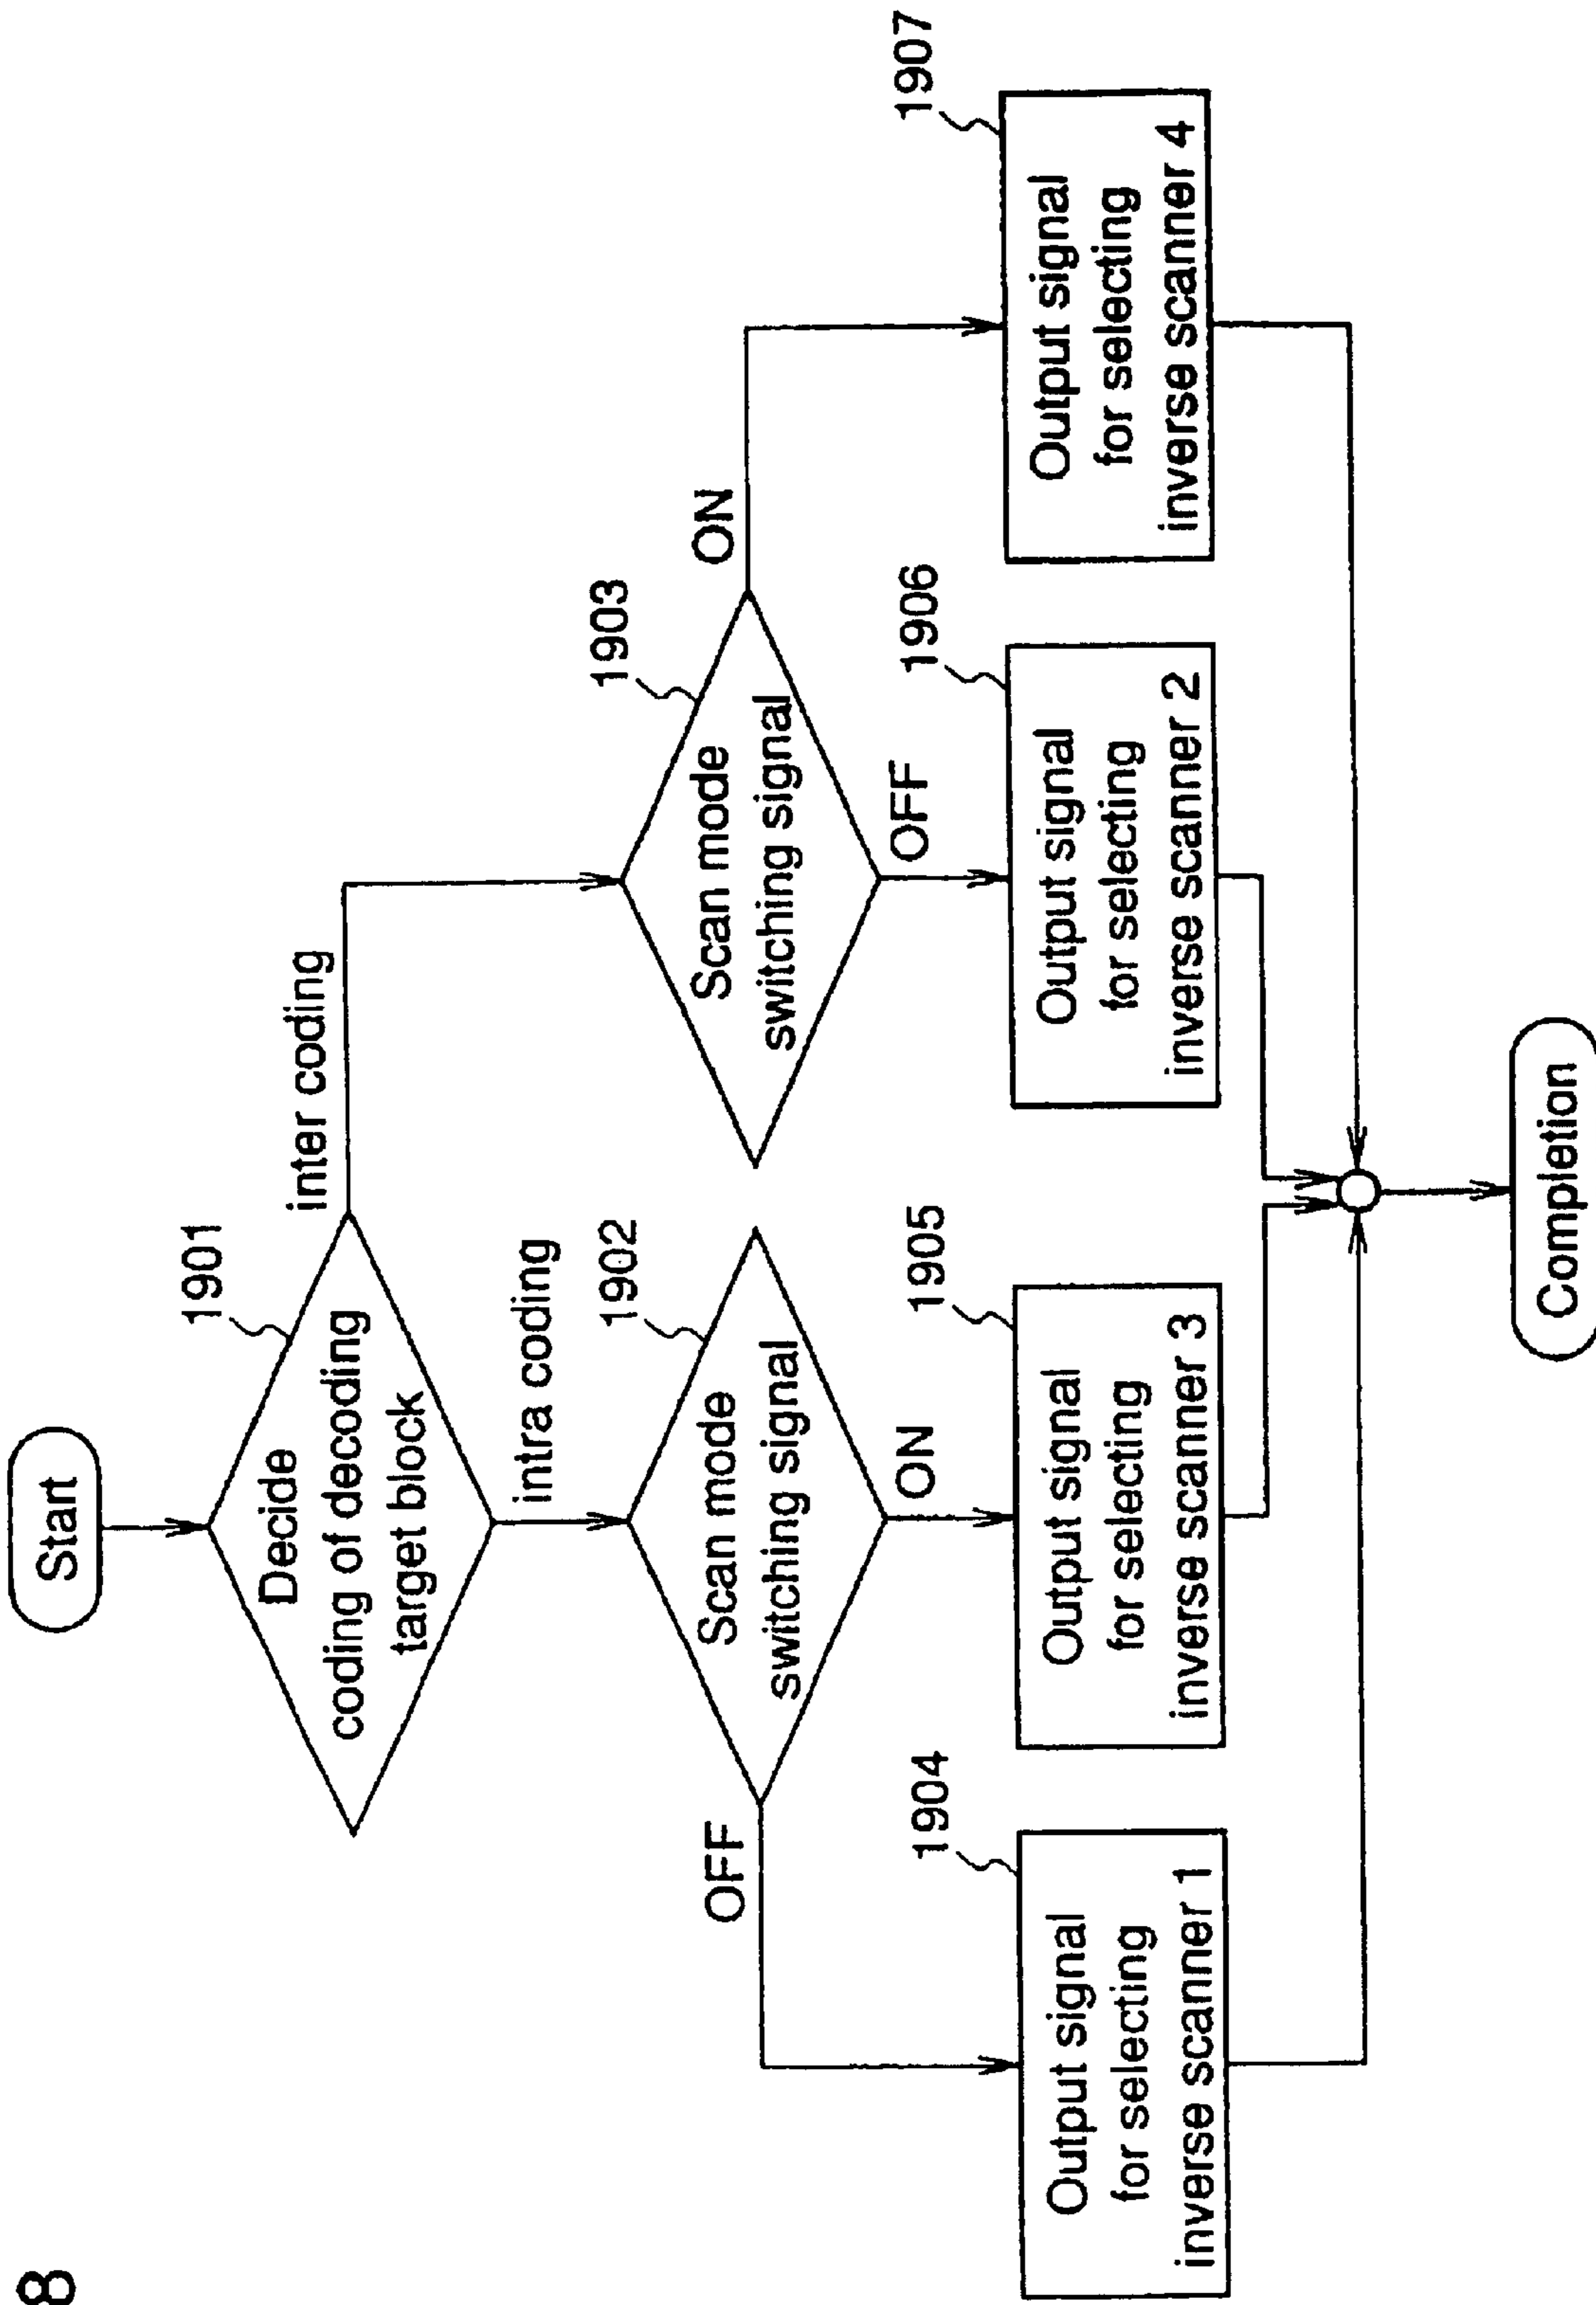 8
Start
1901
Decide
coding of decoding
target block
inter coding
intra coding
1902
Scan mode
switching signal
1903
Scan mode
switching signal
OFF
ON
OFF
ON
1904
Output signal
for selecting
inverse scanner 1
1905
Output signal
for selecting
inverse scanner 3
1906
Output signal
for selecting
inverse scanner 2
1907
Output signal
for selecting
inverse scanner 4
Completion